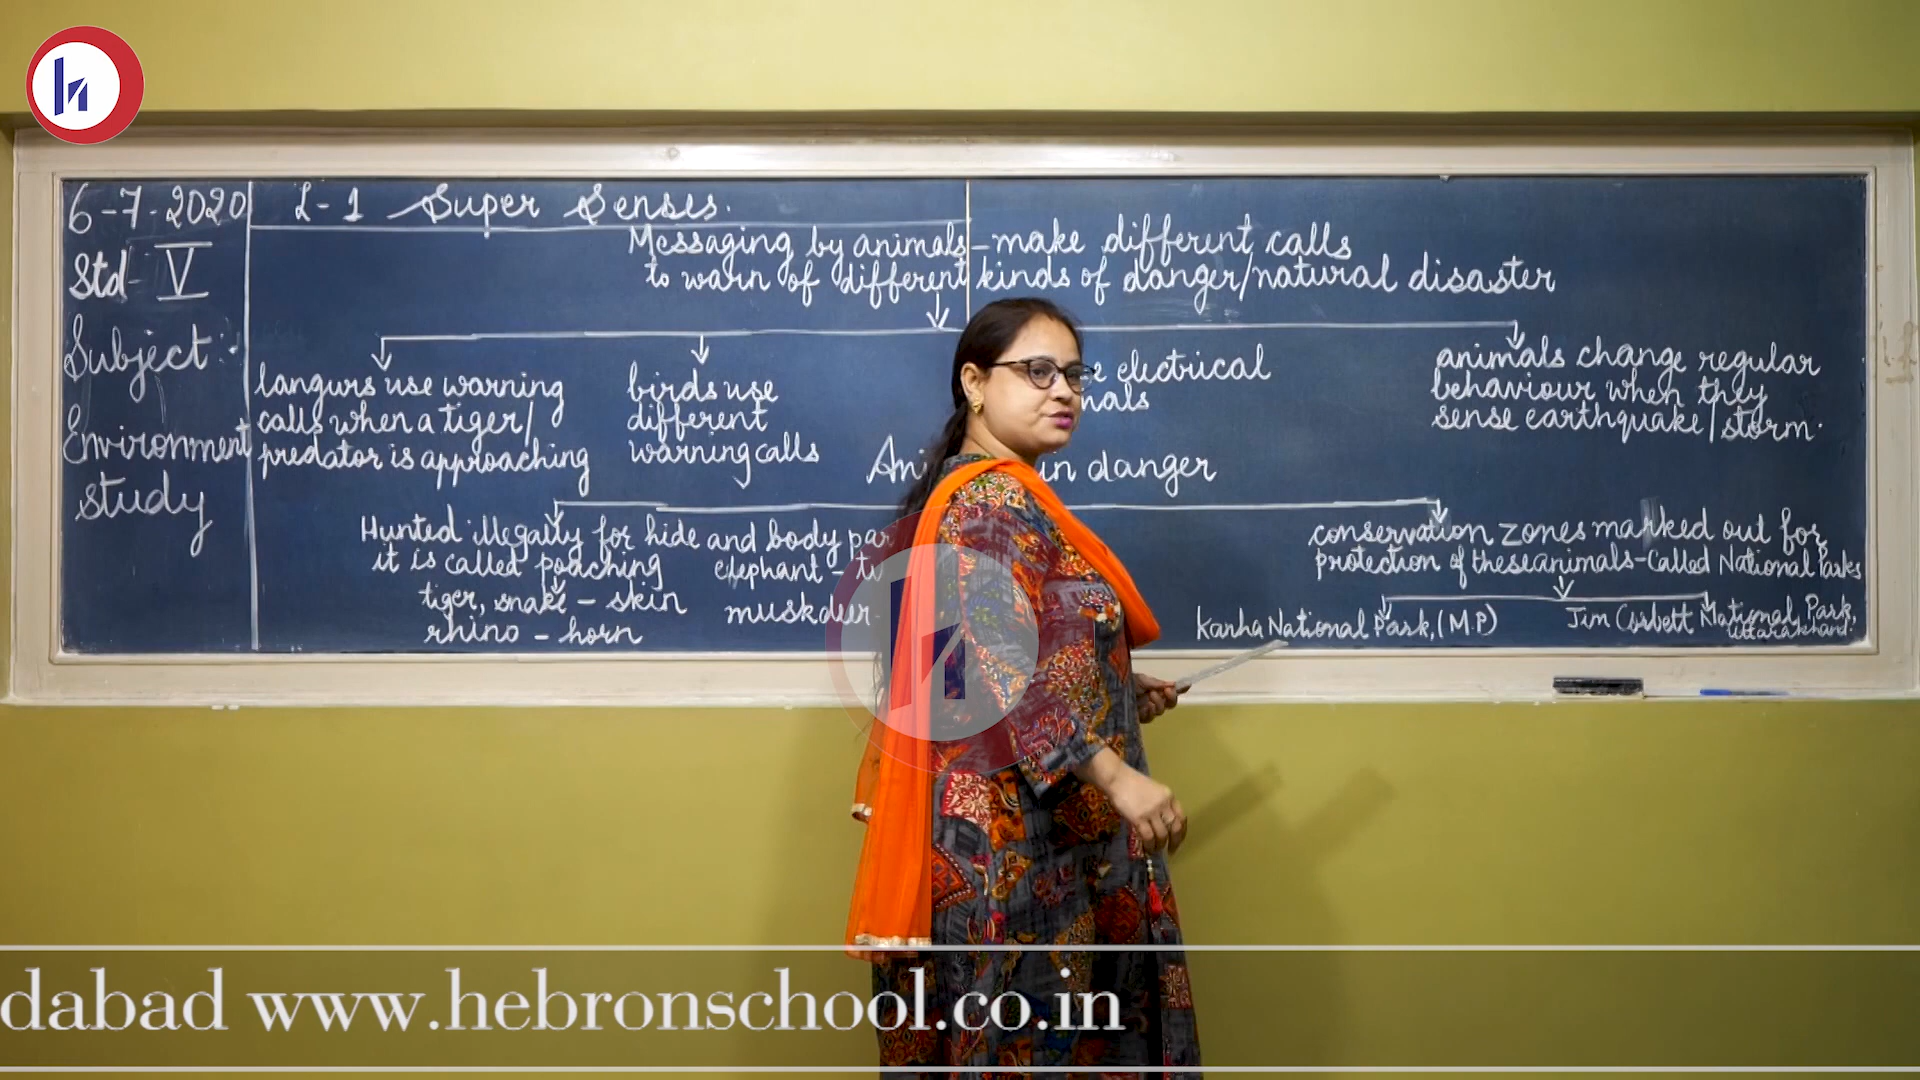 6-7-2020
Std- V
Subject:
Environment
study
L-1 Super Senses.
Messaging by animals - make different calls
to warn of different kinds of danger/natural disaster
langurs use warning
calls when a tiger/
predator is approaching
birds use
different
warning calls
electrical
animals change regular
behaviour when they
sense earthquake/storm.
in danger
Hunted illegally for hide and body
it is called poaching
tiger, snake - skin
rhino - horn
elephant -
muskdeer
conservation zones marked out for
protection of these animals - Called National Parks
Kanha National Park, (M.P)
Jim Corbett National Park,
Uttarakhand.
dabad www.hebronschool.co.in